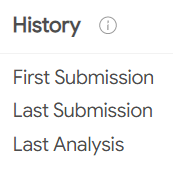 History
First Submission
Last Submission
Last Analysis